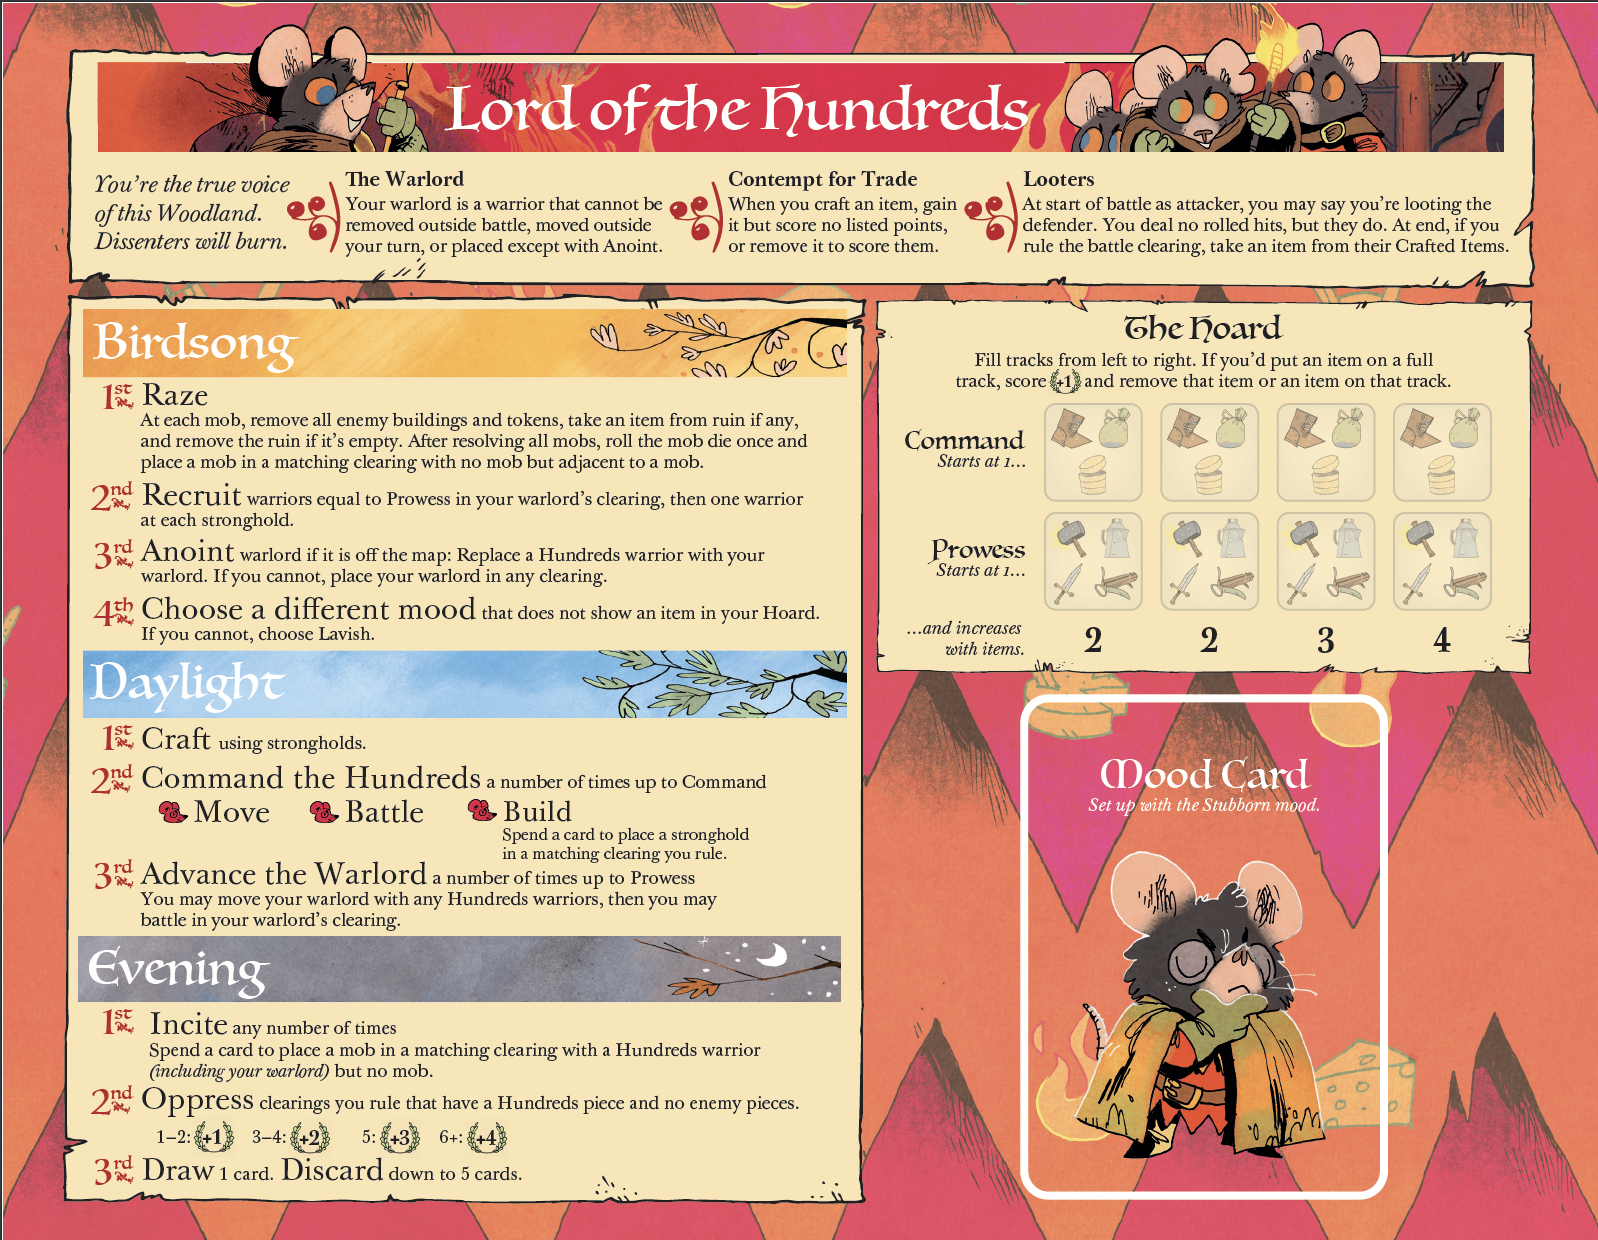 Lord of the Hundreds
You're the true voice
of this Woodland.
Dissenters will burn.
The Warlord
Your warlord is a warrior that cannot be
removed outside battle, moved outside
your turn, or placed except with Anoint.
Contempt for Trade
When you craft an item, gain
it but score no listed points,
or remove it to score them.
Looters
At start of battle as attacker, you may say you're looting the
defender. You deal no rolled hits, but they do. At end, if you
rule the battle clearing, take an item from their Crafted Items.
Birdsong
1st Raze
At each mob, remove all enemy buildings and tokens, take an item from ruin if any,
and remove the ruin if it's empty. After resolving all mobs, roll the mob die once and
place a mob in a matching clearing with no mob but adjacent to a mob.
2nd Recruit warriors equal to Prowess in your warlord's clearing, then one warrior
at each stronghold.
3rd Anoint warlord if it is off the map: Replace a Hundreds warrior with your
warlord. If you cannot, place your warlord in any clearing.
4th Choose a different mood that does not show an item in your Hoard.
If you cannot, choose Lavish.
Daylight
1st Craft using strongholds.
2nd Command the Hundreds a number of times up to Command
Move Battle Build
Spend a card to place a stronghold
in a matching clearing you rule.
3rd Advance the Warlord a number of times up to Prowess
You may move your warlord with any Hundreds warriors, then you may
battle in your warlord's clearing.
Evening
1st Incite any number of times
Spend a card to place a mob in a matching clearing with a Hundreds warrior
(including your warlord) but no mob.
2nd Oppress clearings you rule that have a Hundreds piece and no enemy pieces.
1–2: +1 3–4: +2 5: +3 6+: +4
3rd Draw 1 card. Discard down to 5 cards.
The Hoard
Fill tracks from left to right. If you'd put an item on a full
track, score +1 and remove that item or an item on that track.
Command
Starts at 1...
Prowess
Starts at 1...
...and increases
with items.
2 2 3 4
Mood Card
Set up with the Stubborn mood.